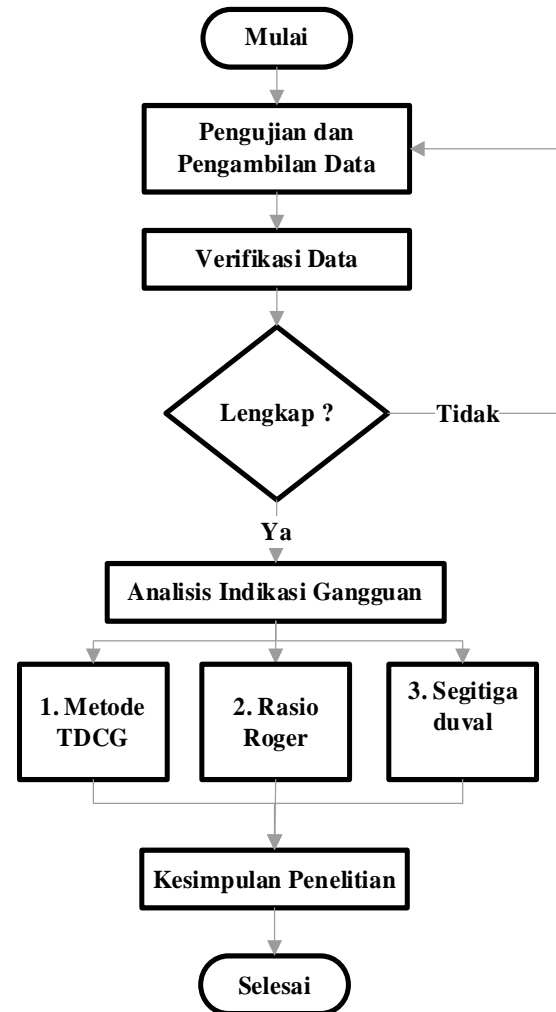 Mulai
Pengujian dan
Pengambilan Data
Verifikasi Data
Lengkap ?
Tidak
Ya
Analisis Indikasi Gangguan
1. Metode
TDCG
2. Rasio
Roger
3. Segitiga
duval
Kesimpulan Penelitian
Selesai